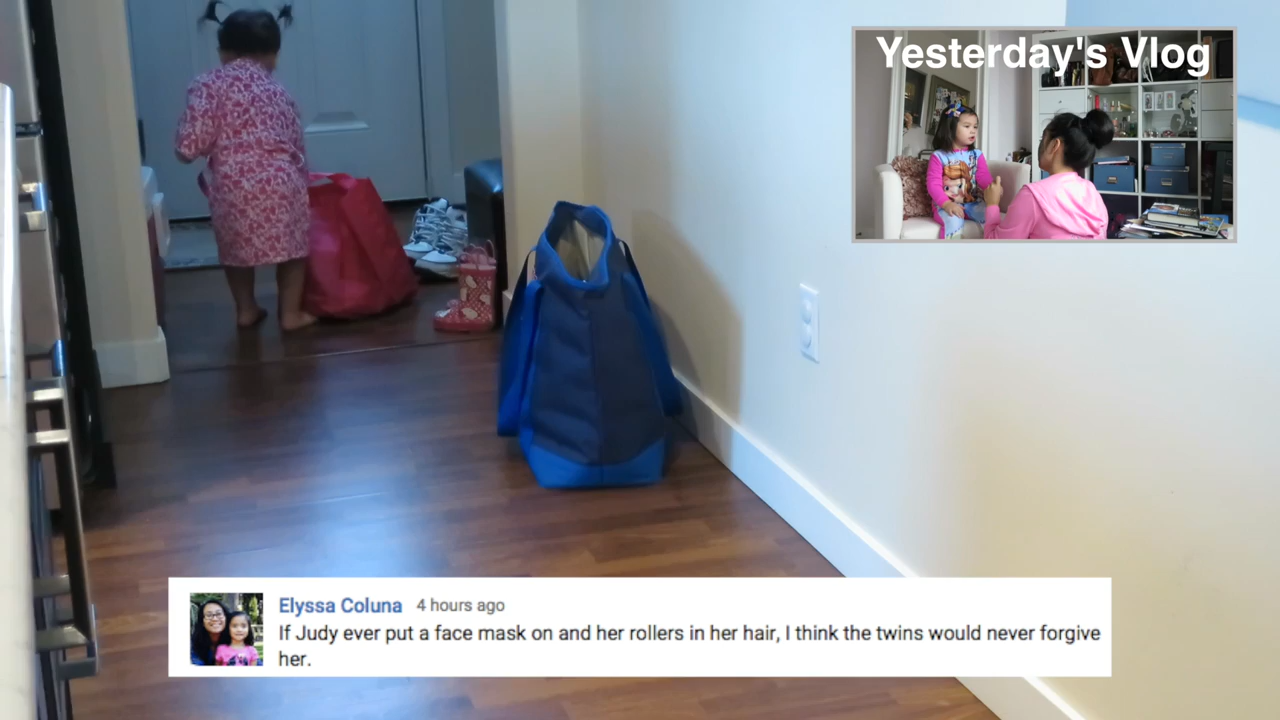 Yesterday's Vlog
Elyssa Coluna 4 hours ago
If Judy ever put a face mask on and her rollers in her hair, I think the twins would never forgive
her.